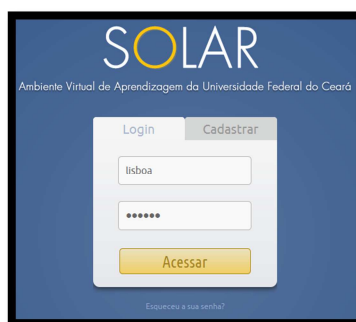 SOLAR
Ambiente Virtual de Aprendizagem da Universidade Federal do Ceará
Login Cadastrar
lisboa
••••••
Acessar
Esqueceu a sua senha?